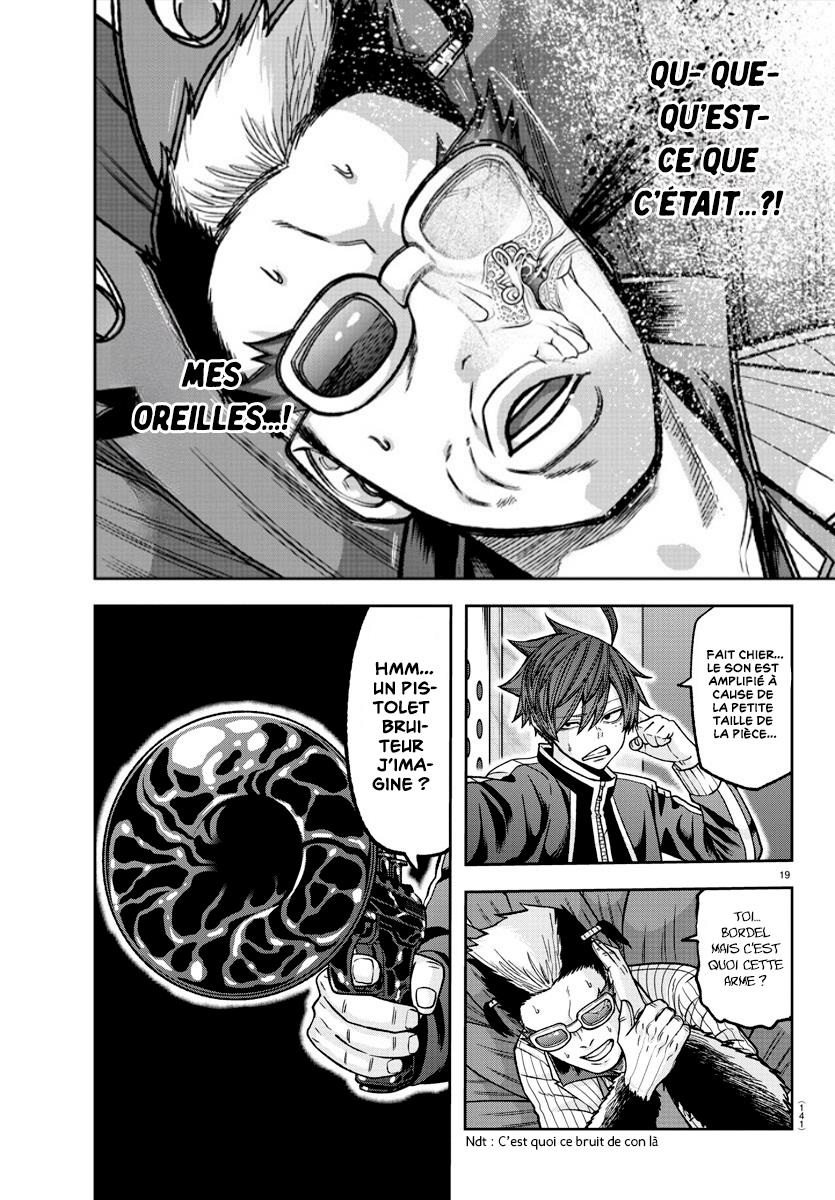 QU- QUE-
QU'EST-
CE QUE
C'ÉTAIT...?!
MES
OREILLES...!
FAIT CHIER...
LE SON EST
AMPLIFIÉ À
CAUSE DE
LA PETITE
TAILLE DE
LA PIÈCE...
HMM...
UN PIS-
TOLET
BRUI-
TEUR
J'IMA-
GINE ?
19
TOI...
BORDEL
MAIS C'EST
QUOI CETTE
ARME ?
(141)
Ndt : C'est quoi ce bruit de con là